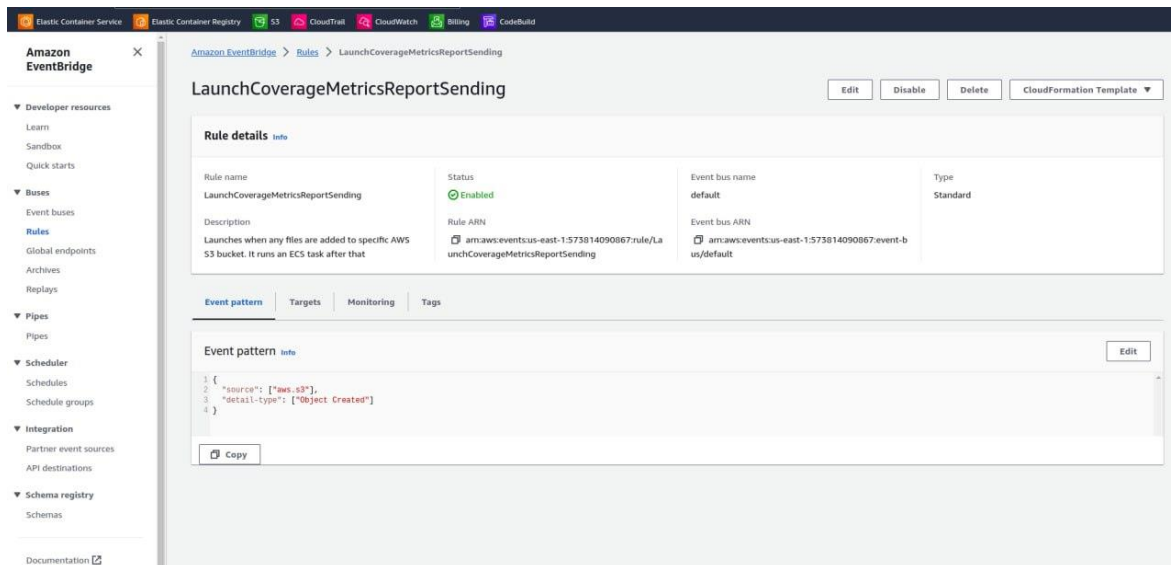 Elastic Container Service Elastic Container Registry S3 CloudTrail CloudWatch Billing CodeBuild
Amazon
EventBridge
Developer resources
Learn
Sandbox
Quick starts
Buses
Event buses
Rules
Global endpoints
Archives
Replays
Pipes
Pipes
Scheduler
Schedules
Schedule groups
Integration
Partner event sources
API destinations
Schema registry
Schemas
Documentation
Amazon EventBridge > Rules > LaunchCoverageMetricsReportSending
LaunchCoverageMetricsReportSending
Edit Disable Delete CloudFormation Template
Rule details Info
Rule name
LaunchCoverageMetricsReportSending
Description
Launches when any files are added to specific AWS
S3 bucket. It runs an ECS task after that
Status
Enabled
Rule ARN
arn:aws:events:us-east-1:573814090867:rule/La
unchCoverageMetricsReportSending
Event bus name
default
Event bus ARN
arn:aws:events:us-east-1:573814090867:event-b
us/default
Type
Standard
Event pattern Targets Monitoring Tags
Event pattern Info
Edit
1 {
2 "source": ["aws.s3"],
3 "detail-type": ["Object Created"]
4 }
Copy